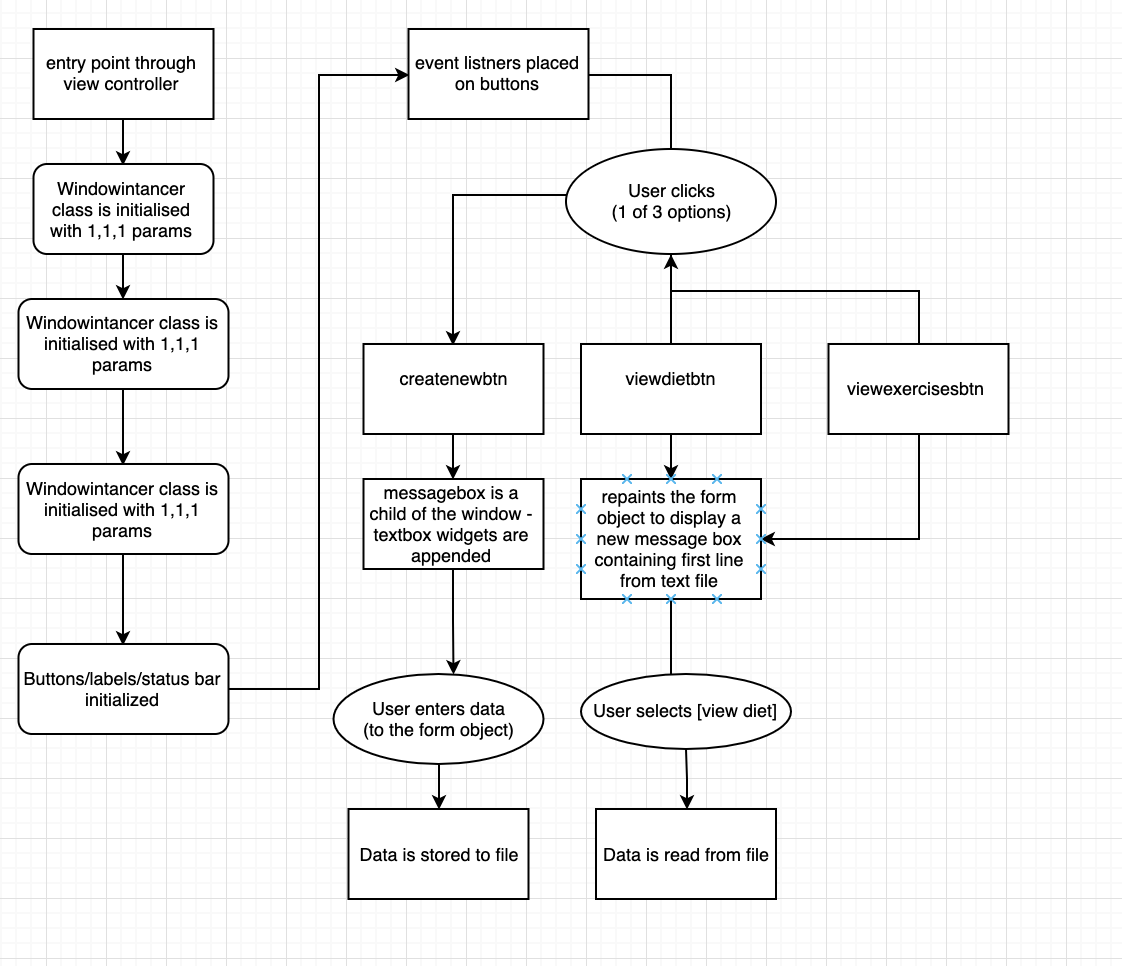 entry point through
view controller
Windowintancer
class is initialised
with 1,1,1 params
Windowintancer class is
initialised with 1,1,1
params
Windowintancer class is
initialised with 1,1,1
params
Buttons/labels/status bar
initialized
event listners placed
on buttons
User clicks
(1 of 3 options)
createnewbtn
viewdietbtn
viewexercisesbtn
messagebox is a
child of the window -
textbox widgets are
appended
repaints the form
object to display a
new message box
containing first line
from text file
User enters data
(to the form object)
User selects [view diet]
Data is stored to file
Data is read from file